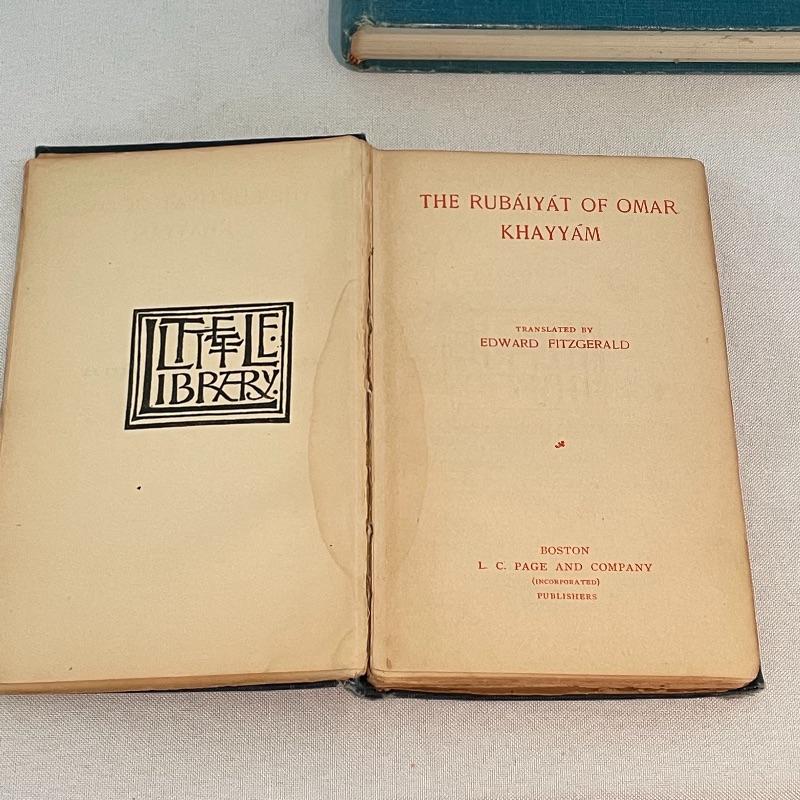 LITTLE
LIBRARY.
THE RUBÁIYÁT OF OMAR
KHAYYÁM
TRANSLATED BY
EDWARD FITZGERALD
BOSTON
L. C. PAGE AND COMPANY
(INCORPORATED)
PUBLISHERS